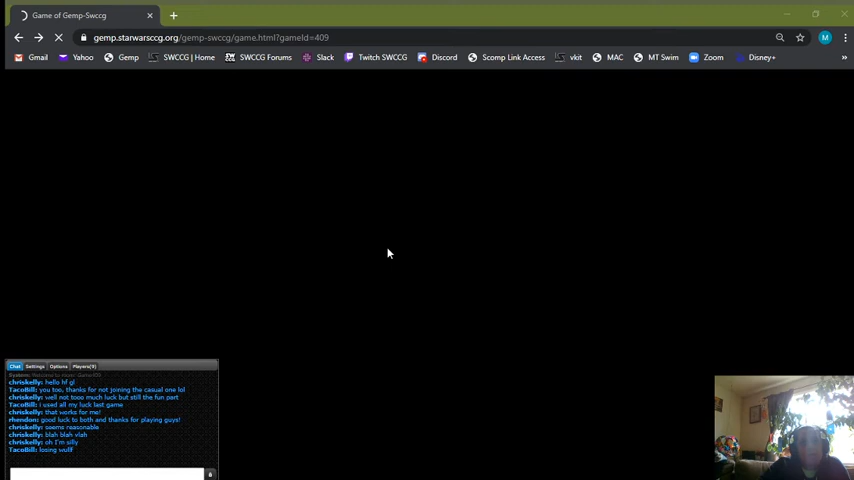 Game of Gemp-Swccg
gemp.starwarsccg.org/gemp-swccg/game.html?gameId=409
M
Gmail Yahoo Gemp SWCCG | Home SWCCG Forums Slack Twitch SWCCG Discord Scomp Link Access vkit MAC MT Swim Zoom Disney+ »
Chat Settings Options Players(9)
chriskelly: hello hf gl
TacoBill: you too, thanks for not joining the casual one lol
chriskelly: well not tooo much luck but still the fun part
TacoBill: i used all my luck last game
chriskelly: that works for me!
rhendon: good luck to both and thanks for playing guys!
chriskelly: seems reasonable
chriskelly: blah blah vlah
chriskelly: oh I'm silly
TacoBill: losing wuff